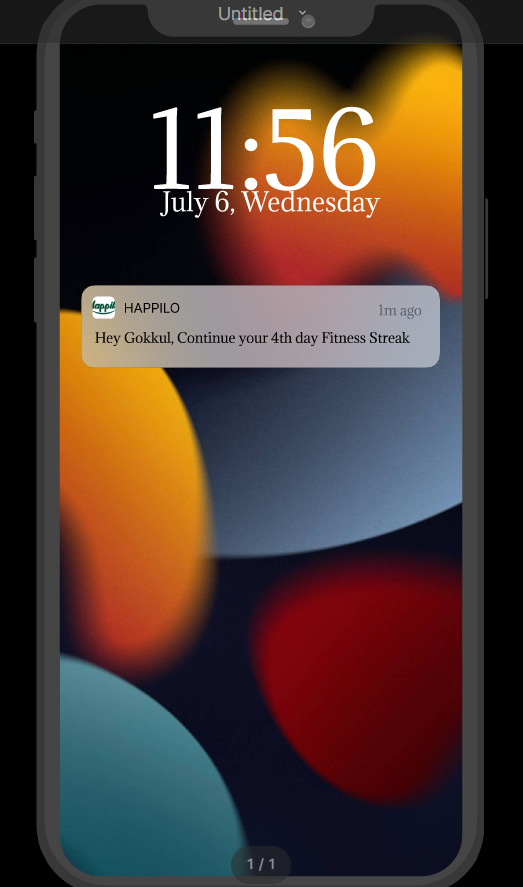 Untitled
11:56
July 6, Wednesday
happilo
HAPPILO
1m ago
Hey Gokkul, Continue your 4th day Fitness Streak
1 / 1